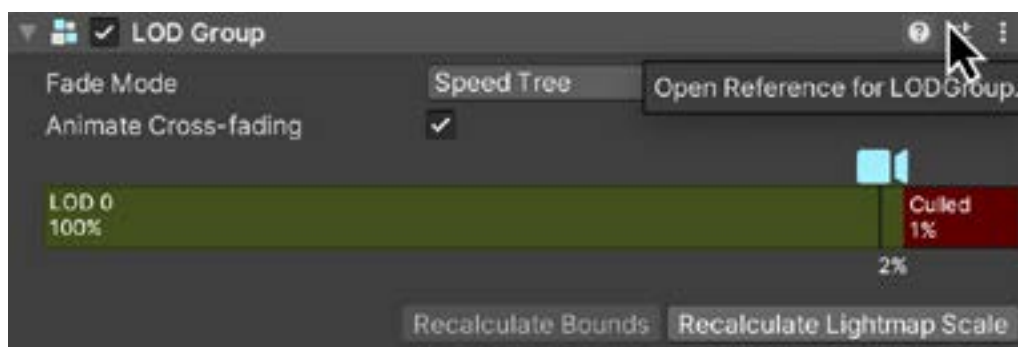 LOD Group
Fade Mode
Speed Tree
Open Reference for LODGroup.
Animate Cross-fading
LOD 0
100%
Culled
1%
2%
Recalculate Bounds
Recalculate Lightmap Scale